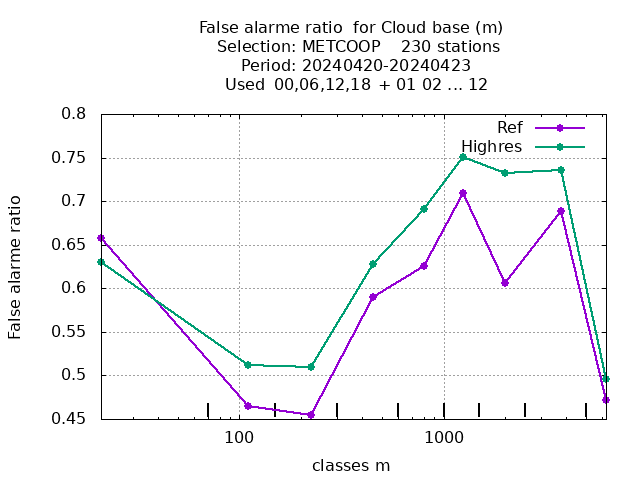 False alarme ratio  for Cloud base (m)
Selection: METCOOP    230 stations
Period: 20240420-20240423
Used  00,06,12,18 + 01 02 ... 12
Ref
Highres
False alarme ratio
0.8
0.75
0.7
0.65
0.6
0.55
0.5
0.45
100
1000
classes m